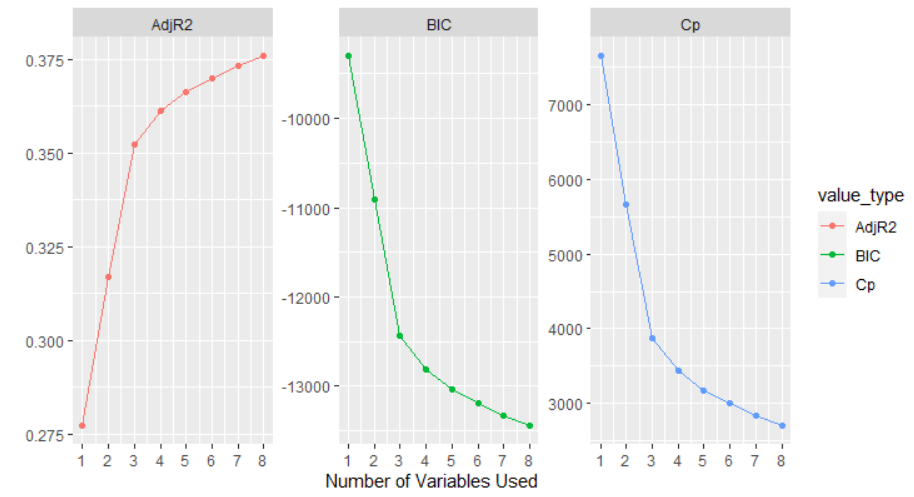 AdjR2
BIC
Cp
0.375
0.350
0.325
0.300
0.275
-10000
-11000
-12000
-13000
7000
6000
5000
4000
3000
1 2 3 4 5 6 7 8
1 2 3 4 5 6 7 8
1 2 3 4 5 6 7 8
Number of Variables Used
value_type
AdjR2
BIC
Cp